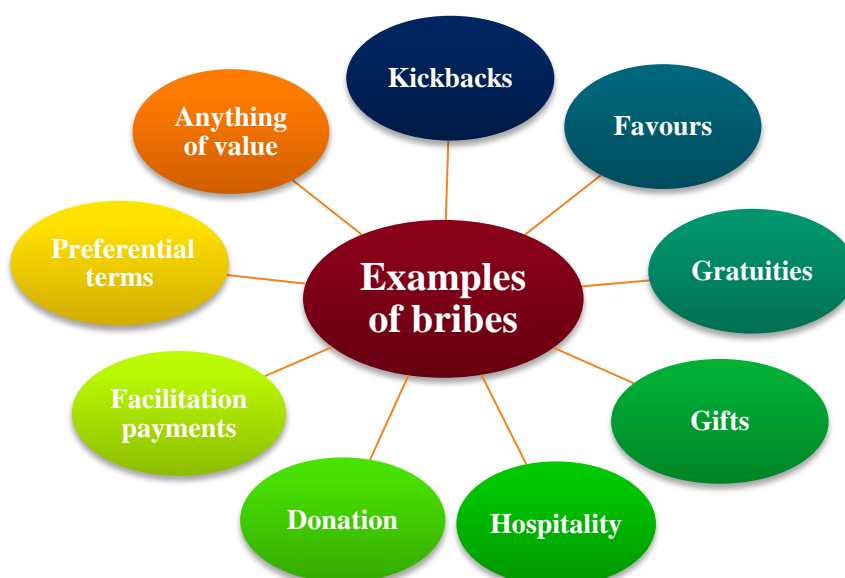 Examples
of bribes
Kickbacks
Favours
Gratuities
Gifts
Hospitality
Donation
Facilitation
payments
Preferential
terms
Anything
of value